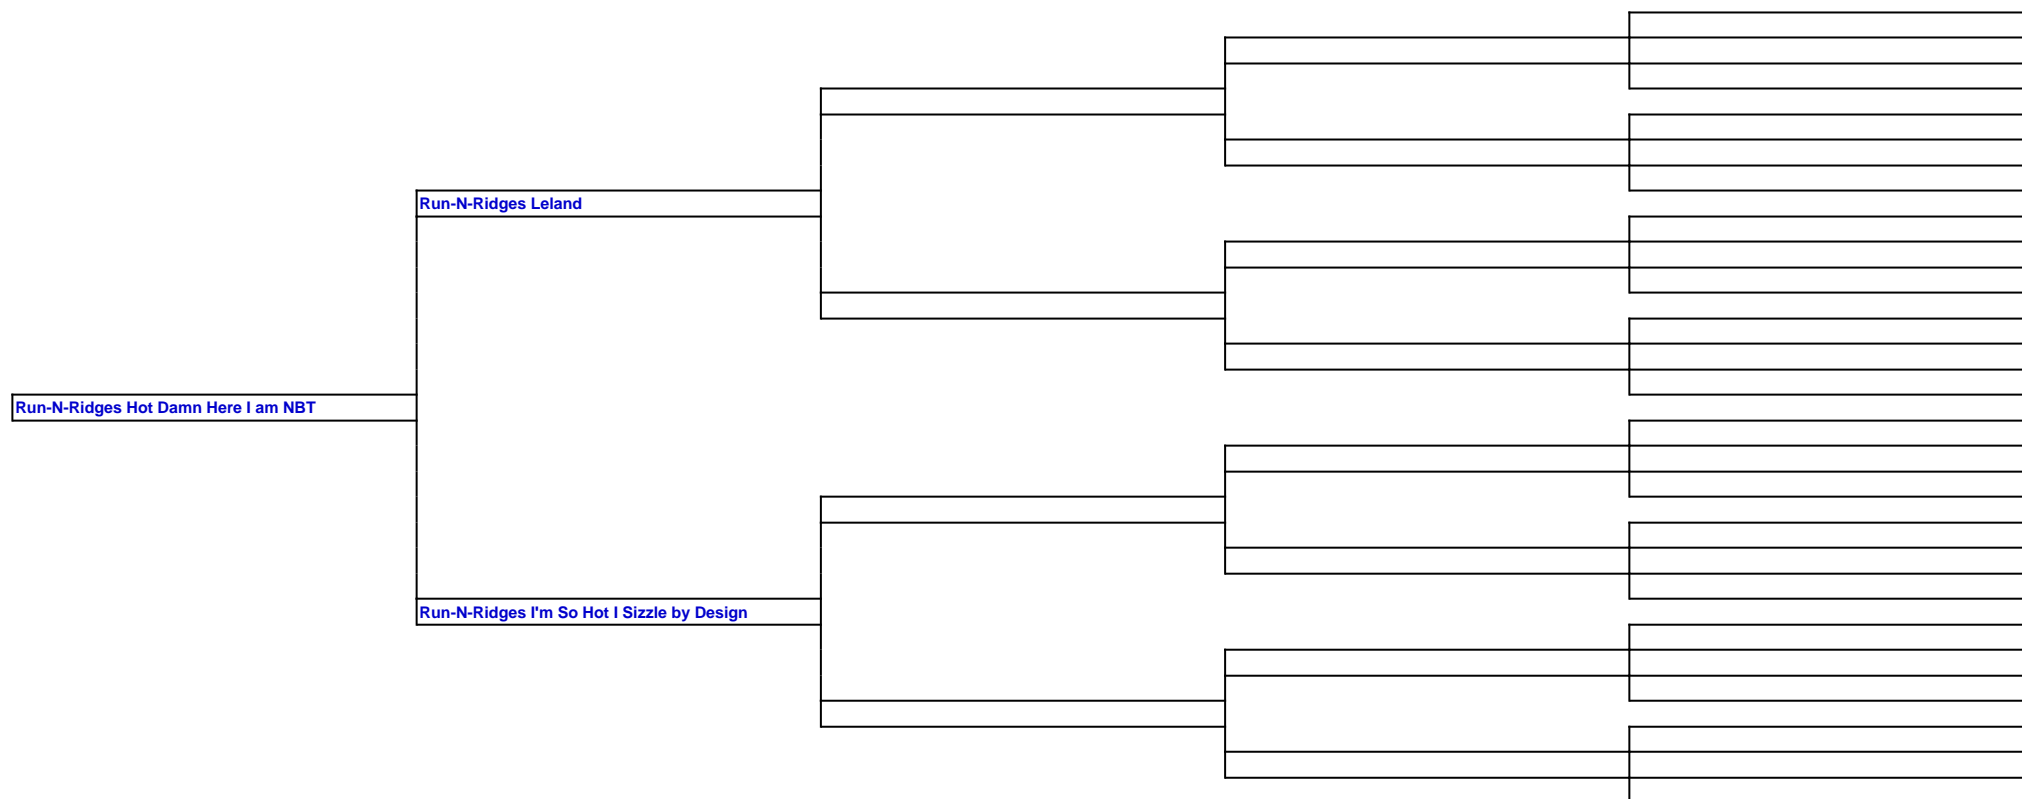 Run-N-Ridges Leland
Run-N-Ridges Hot Damn Here I am NBT
Run-N-Ridges I'm So Hot I Sizzle by Design